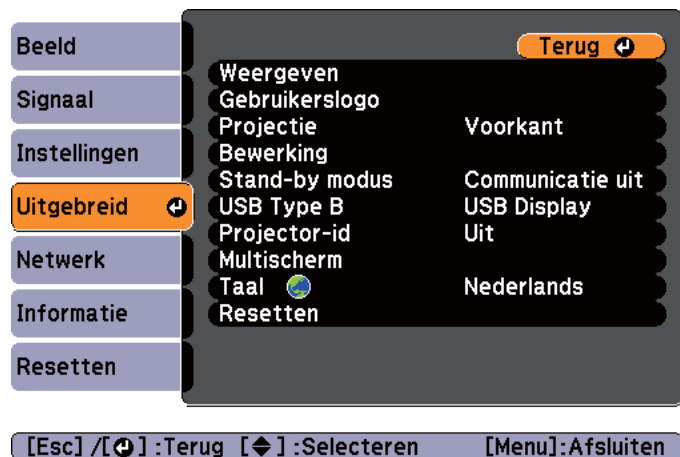 Beeld
Signaal
Instellingen
Uitgebreid
Netwerk
Informatie
Resetten
Terug
Weergeven
Gebruikerslogo
Projectie Voorkant
Bewerking
Stand-by modus Communicatie uit
USB Type B USB Display
Projector-id Uit
Multischerm
Taal Nederlands
Resetten
[Esc] /[⏎] :Terug [◆] :Selecteren [Menu]:Afsluiten